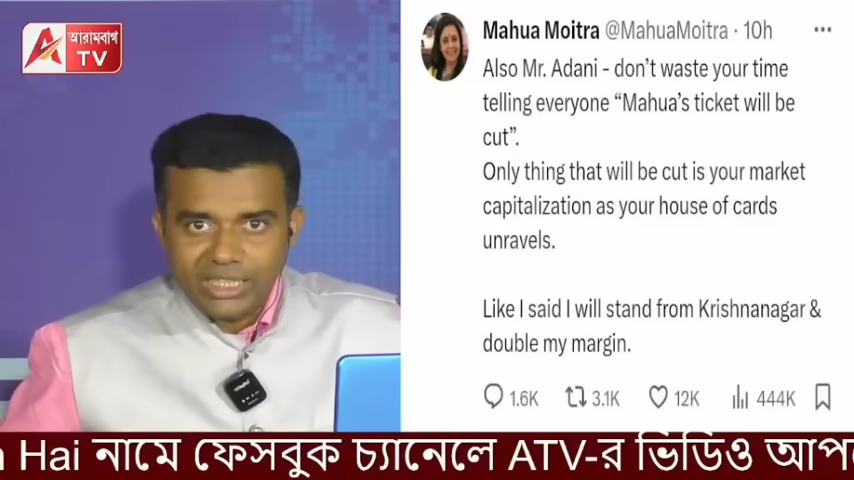 আরামবাগ
TV
Mahua Moitra @MahuaMoitra · 10h
Also Mr. Adani - don't waste your time
telling everyone “Mahua's ticket will be
cut”.
Only thing that will be cut is your market
capitalization as your house of cards
unravels.
Like I said I will stand from Krishnanagar &
double my margin.
1.6K 3.1K 12K 444K
Hai নামে ফেসবুক চ্যানেলে ATV-র ভিডিও